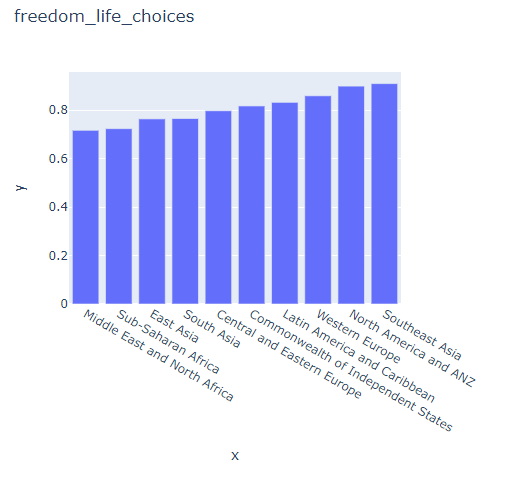 freedom_life_choices
y
0.8
0.6
0.4
0.2
0
Middle East and North Africa
Sub-Saharan Africa
East Asia
South Asia
Central and Eastern Europe
Commonwealth of Independent States
Latin America and Caribbean
Western Europe
North America and ANZ
Southeast Asia
x